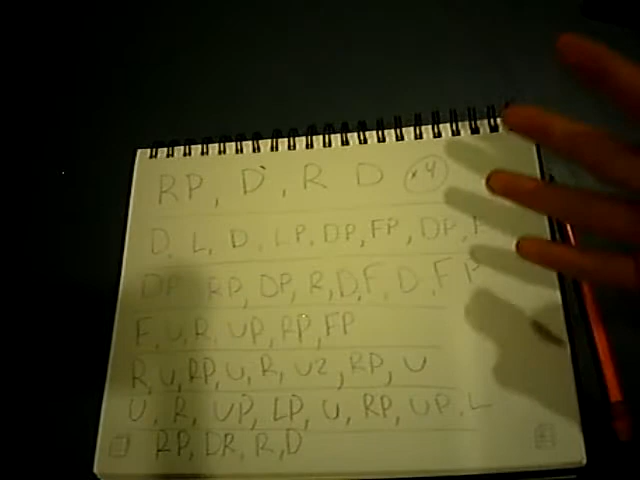 RP, D', R D x4
D, L, D, LP, DP, FP, DP,
DP, RP, DP, R, D, F, D, F P
F, U, R, UP, RP, FP
R, U, RP, U, R, U2, RP, U
U, R, UP, LP, U, RP, UP, L
RP, DR, R, D